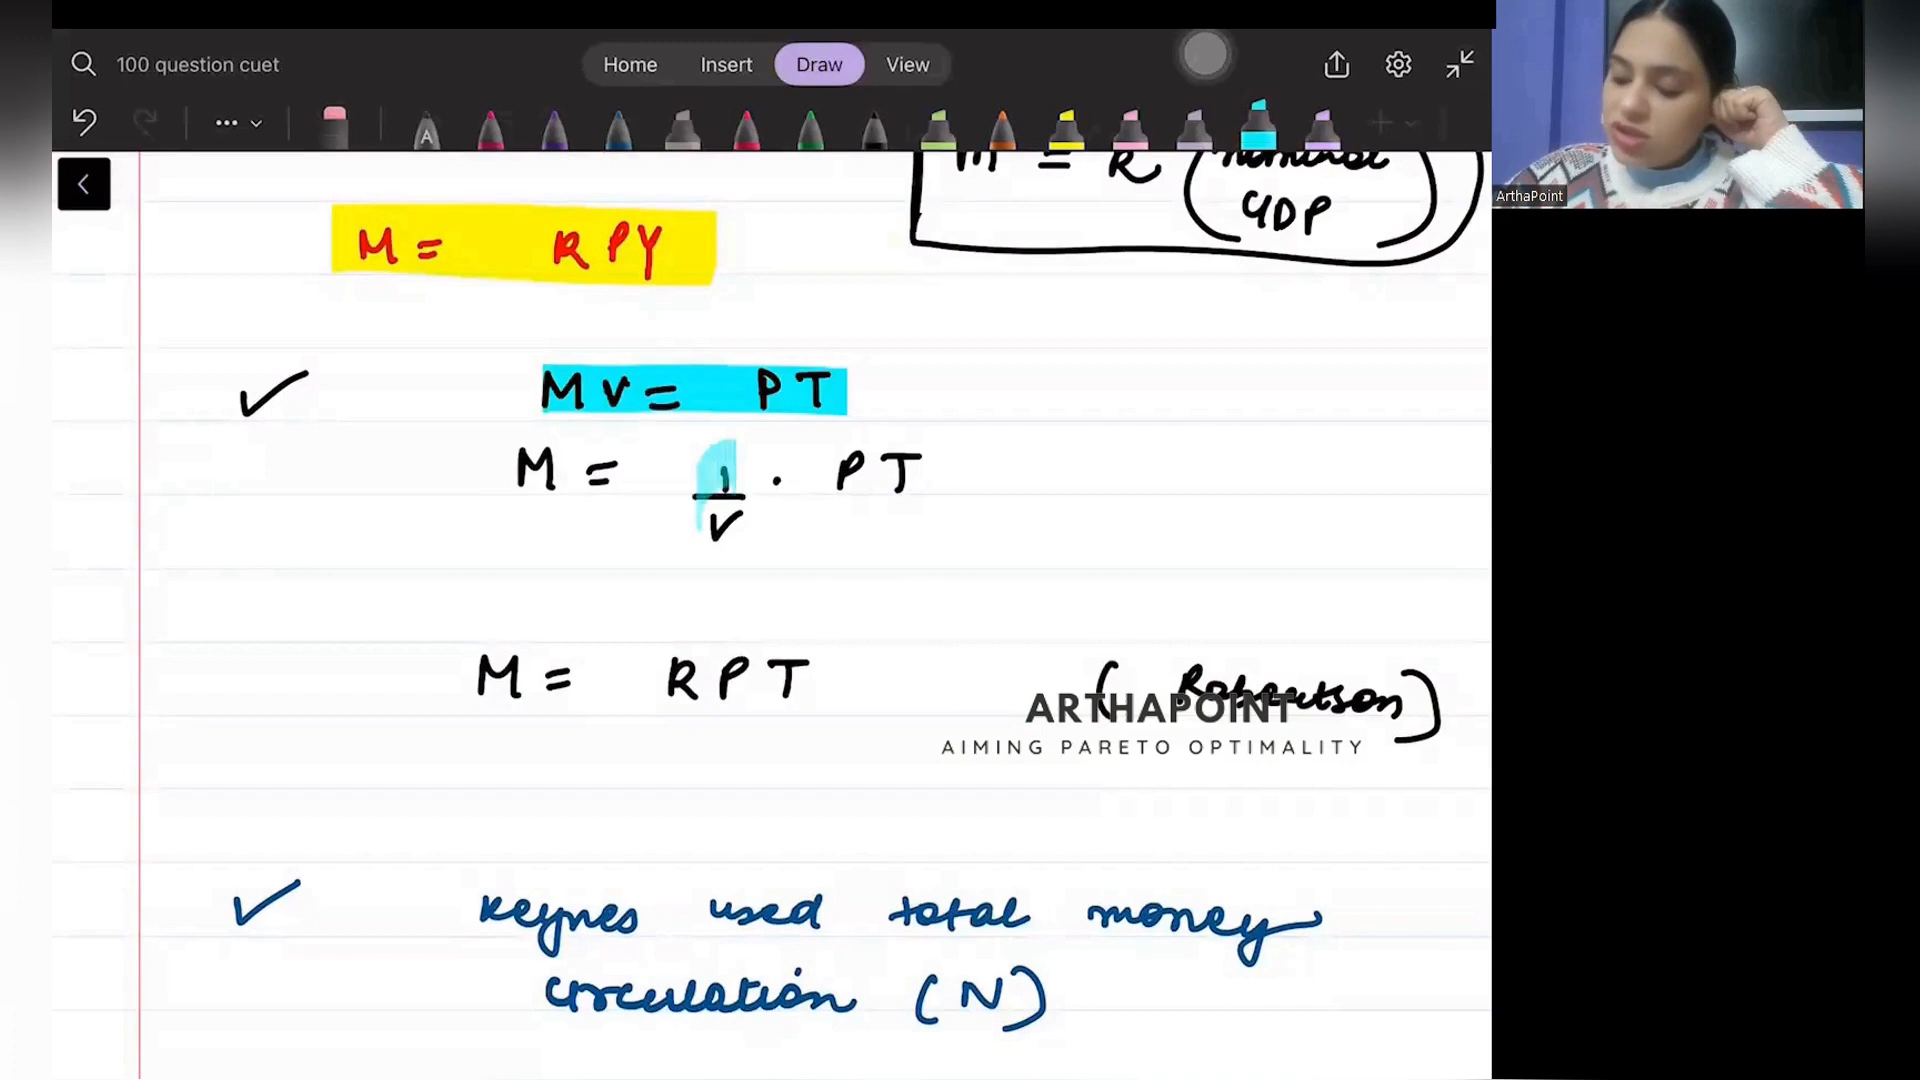 100 question cuet
Home Insert Draw View
A
ArthaPoint
M = K
GDP
M = K P Y
✓ M V = P T
M = 1/V · P T
M = K P T (Robertson)
ARTHAPOINT
AIMING PARETO OPTIMALITY
✓ Keynes used total money
circulation (N)